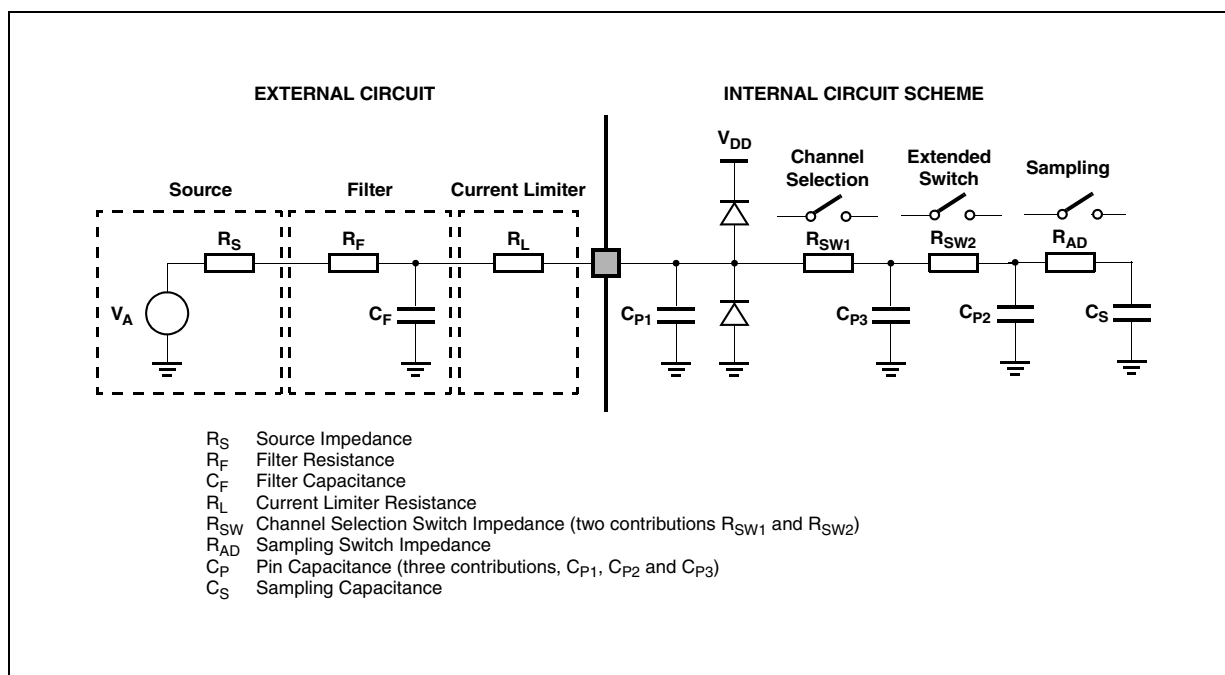 EXTERNAL CIRCUIT
INTERNAL CIRCUIT SCHEME
VDD
Channel
Selection
Extended
Switch
Sampling
Source
Filter
Current Limiter
RS
RF
RL
RSW1
RSW2
RAD
VA
CF
CP1
CP3
CP2
CS
RS Source Impedance
RF Filter Resistance
CF Filter Capacitance
RL Current Limiter Resistance
RSW Channel Selection Switch Impedance (two contributions RSW1 and RSW2)
RAD Sampling Switch Impedance
CP Pin Capacitance (three contributions, CP1, CP2 and CP3)
CS Sampling Capacitance